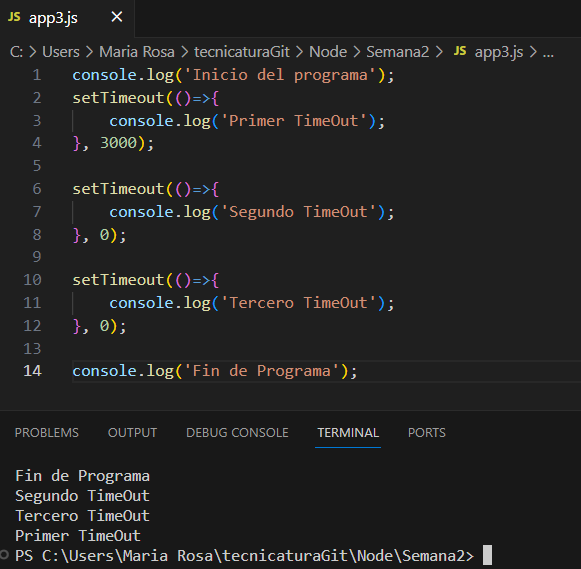 JS app3.js ×
C: > Users > Maria Rosa > tecnicaturaGit > Node > Semana2 > JS app3.js > ...
1 console.log('Inicio del programa');
2 setTimeout(()=>{
3     console.log('Primer TimeOut');
4 }, 3000);
5
6 setTimeout(()=>{
7     console.log('Segundo TimeOut');
8 }, 0);
9
10 setTimeout(()=>{
11     console.log('Tercero TimeOut');
12 }, 0);
13
14 console.log('Fin de Programa');
PROBLEMS OUTPUT DEBUG CONSOLE TERMINAL PORTS
Fin de Programa
Segundo TimeOut
Tercero TimeOut
Primer TimeOut
PS C:\Users\Maria Rosa\tecnicaturaGit\Node\Semana2>